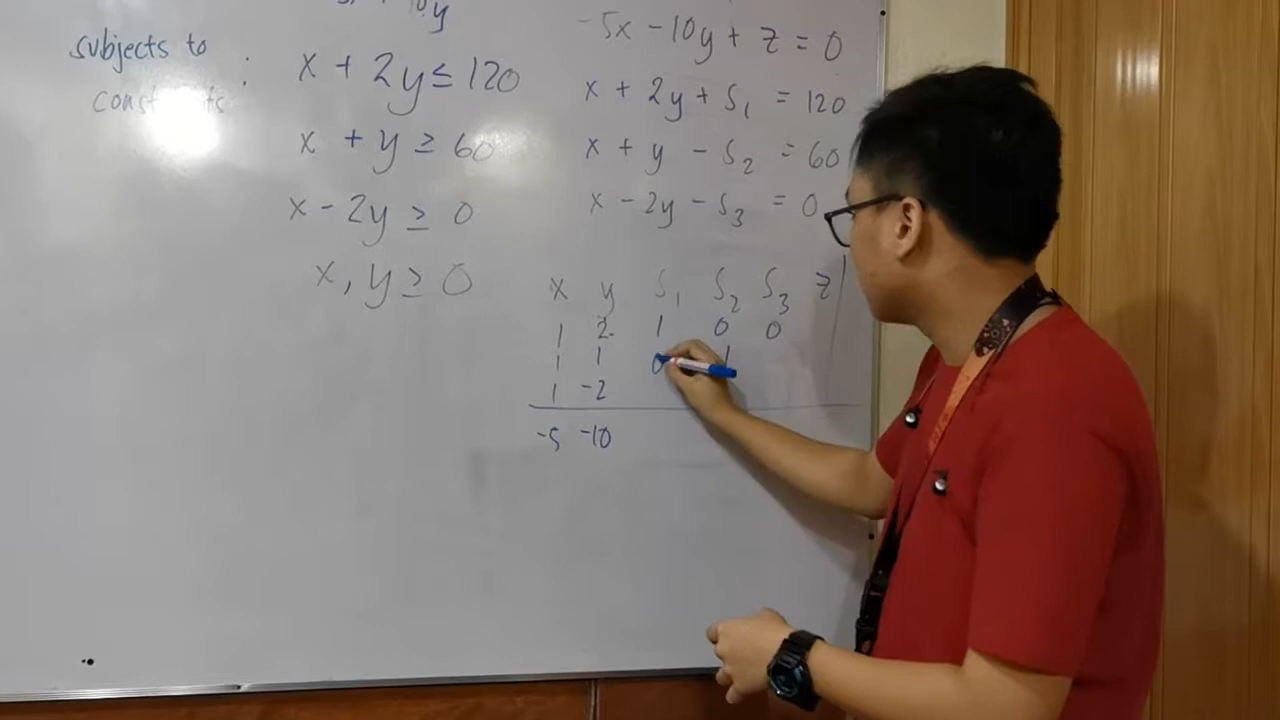 subjects to
constraints :
x + 2y ≤ 120
x + y ≥ 60
x - 2y ≥ 0
x, y ≥ 0
-5x - 10y + z = 0
x + 2y + S1 = 120
x + y - S2 = 60
x - 2y - S3 = 0
x y S1 S2 S3 z
1 2 1 0 0
1 1 0 1
1 -2
-5 -10